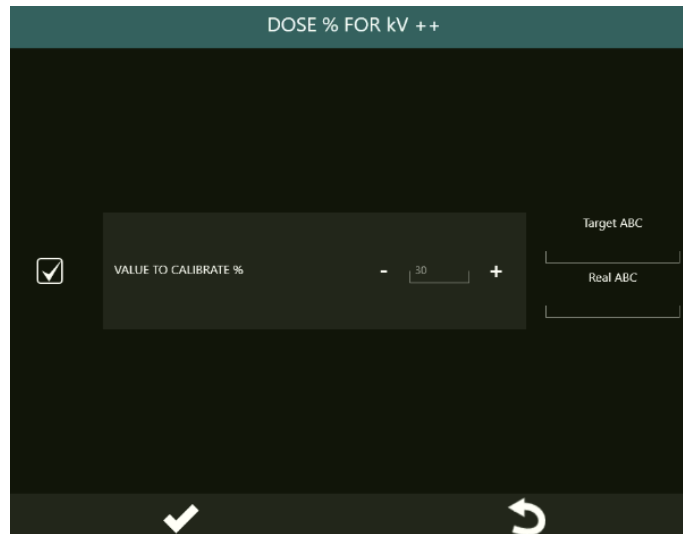 DOSE % FOR kV ++
Target ABC
VALUE TO CALIBRATE % - 30 +
Real ABC